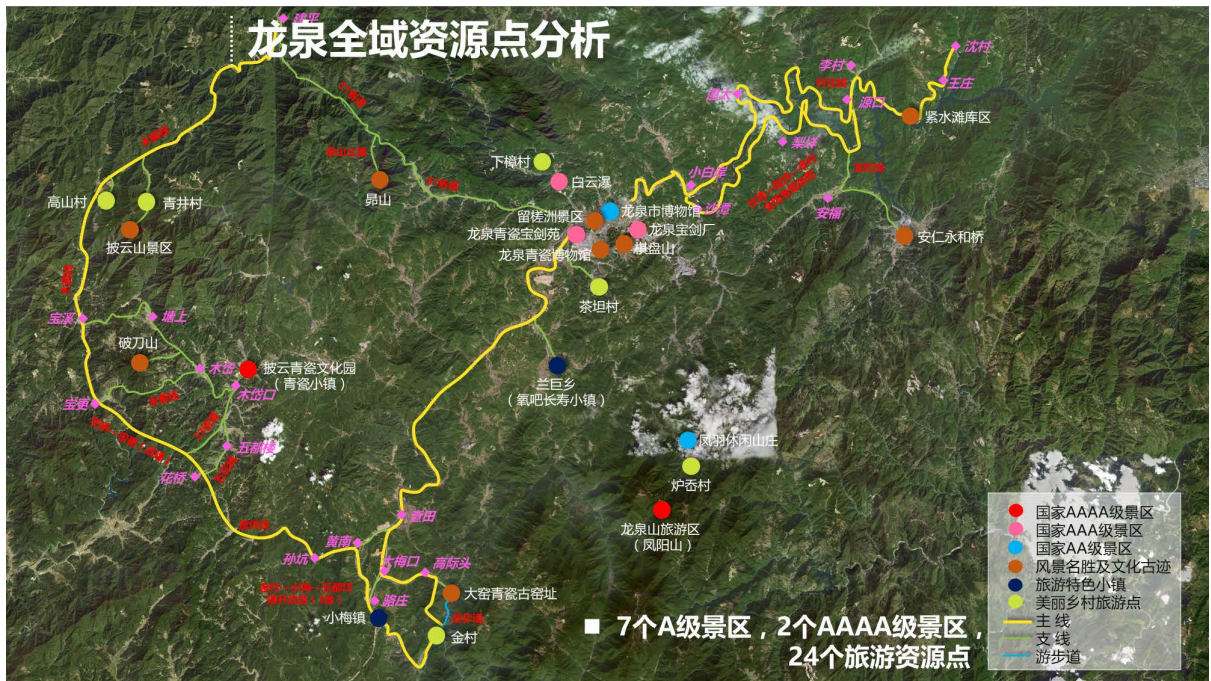 龙泉全域资源点分析
沈村
李村
王庄
源口
紧水滩库区
下樟村
白云瀑
小白岸
安福
安仁永和桥
昴山
高山村
青井村
披云山景区
留槎洲景区
龙泉市博物馆
龙泉青瓷宝剑苑
龙泉宝剑厂
龙泉青瓷博物馆
棋盘山
茶坦村
宝溪
塘上
破刀山
木岱
披云青瓷文化园
（青瓷小镇）
木岱口
兰巨乡
（氧吧长寿小镇）
五都垟
花桥
凤羽休闲山庄
炉岙村
龙泉山旅游区
（凤阳山）
黄南
孙坑
大梅口
高际头
骆庄
大窑青瓷古窑址
小梅镇
金村
■ 7个A级景区，2个AAAA级景区，
24个旅游资源点
国家AAAA级景区
国家AAA级景区
国家AA级景区
风景名胜及文化古迹
旅游特色小镇
美丽乡村旅游点
主 线
支 线
游步道